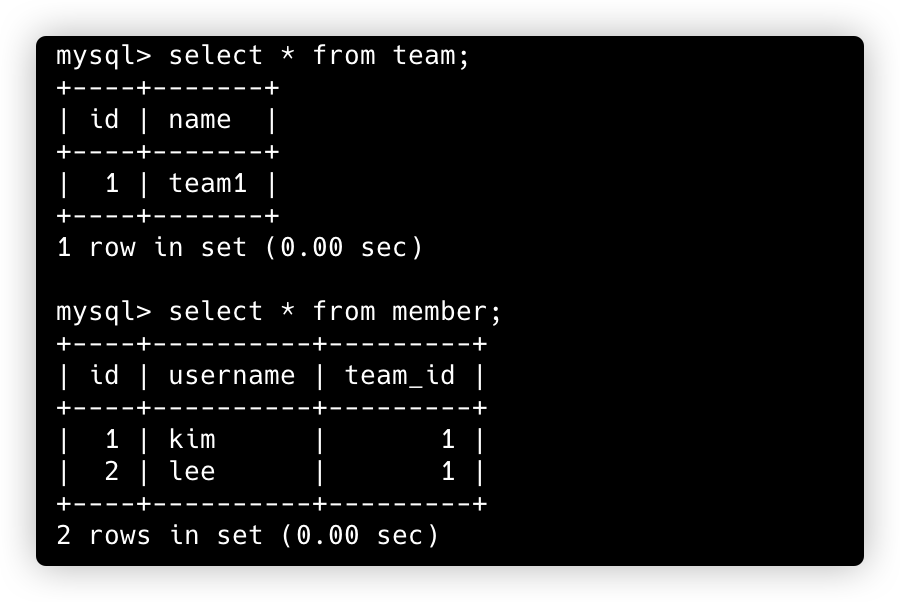 mysql> select * from team;
+----+-------+
| id | name  |
+----+-------+
|  1 | team1 |
+----+-------+
1 row in set (0.00 sec)

mysql> select * from member;
+----+----------+---------+
| id | username | team_id |
+----+----------+---------+
|  1 | kim      |       1 |
|  2 | lee      |       1 |
+----+----------+---------+
2 rows in set (0.00 sec)